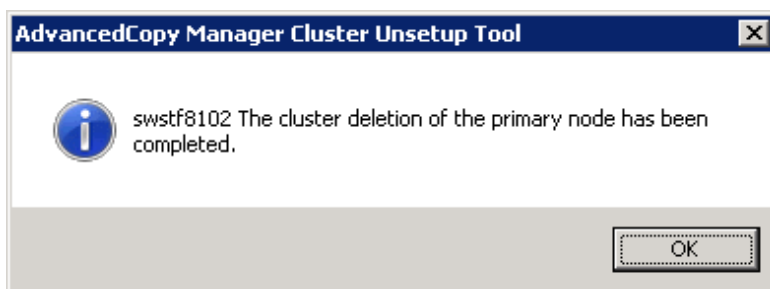 AdvancedCopy Manager Cluster Unsetup Tool
swstf8102 The cluster deletion of the primary node has been
completed.
OK